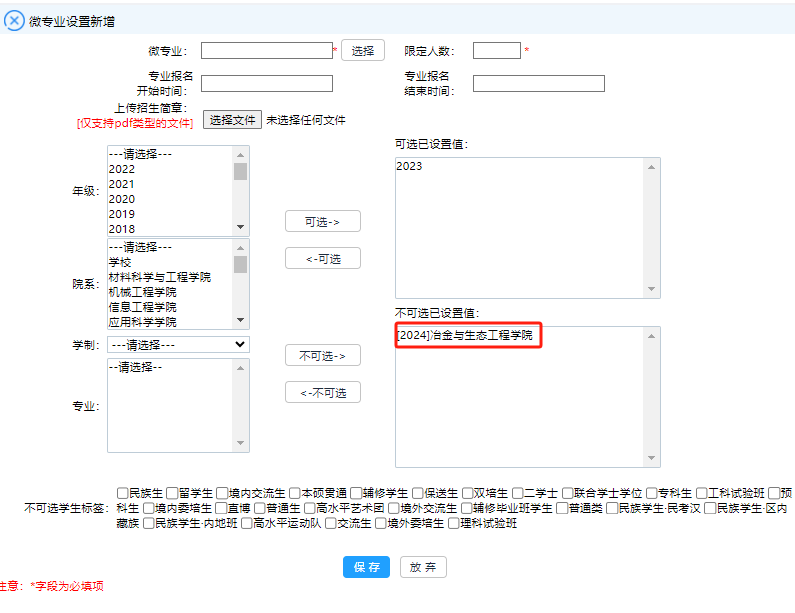 微专业设置新增
微专业： * 选择 限定人数： *
专业报名开始时间： 专业报名结束时间：
上传招生简章：
[仅支持pdf类型的文件] 选择文件 未选择任何文件
可选已设置值：
年级：
---请选择---
2022
2021
2020
2019
2018
可选->
<-可选
2023
院系：
---请选择---
学校
材料科学与工程学院
机械工程学院
信息工程学院
应用科学学院
不可选已设置值：
[2024]冶金与生态工程学院
学制： ---请选择---
不可选->
<-不可选
专业：
--请选择--
不可选学生标签：
民族生 留学生 境内交流生 本硕贯通 辅修学生 保送生 双培生 二学士 联合学士学位 专科生 工科试验班 预
科生 境内委培生 直博 普通生 高水平艺术团 境外交流生 辅修毕业班学生 普通类 民族学生·民考汉 民族学生·区内
藏族 民族学生·内地班 高水平运动队 交流生 境外委培生 理科试验班
保存 放弃
注意：*字段为必填项